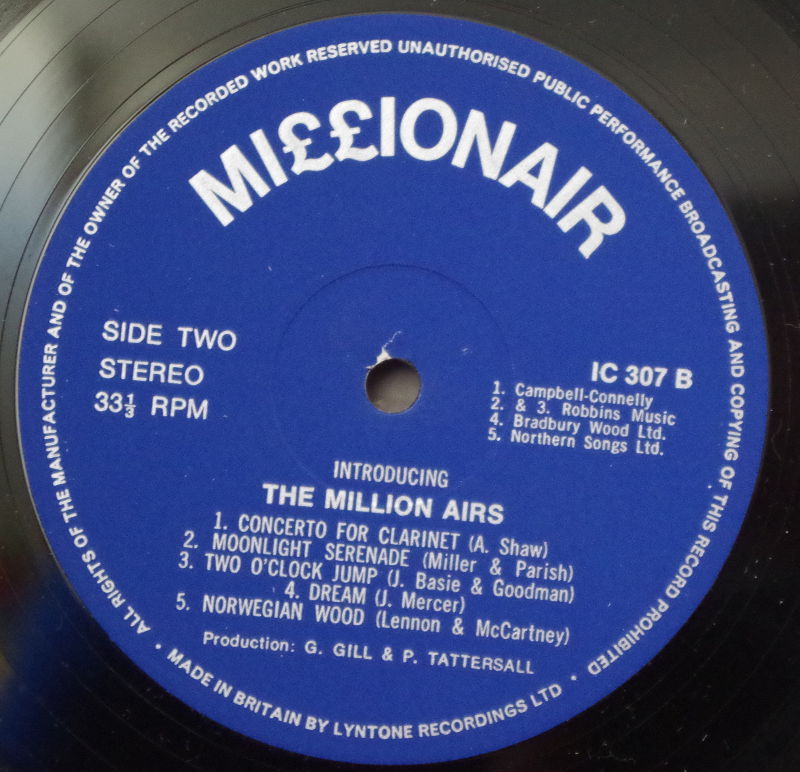 ALL RIGHTS OF THE MANUFACTURER AND OF THE OWNER OF THE RECORDED WORK RESERVED UNAUTHORISED PUBLIC PERFORMANCE BROADCASTING AND COPYING OF THIS RECORD PROHIBITED
MI££IONAIR
SIDE TWO
STEREO
33⅓ RPM
IC 307 B
1. Campbell-Connelly
2. & 3. Robbins Music
4. Bradbury Wood Ltd.
5. Northern Songs Ltd.
INTRODUCING
THE MILLION AIRS
1. CONCERTO FOR CLARINET (A. Shaw)
2. MOONLIGHT SERENADE (Miller & Parish)
3. TWO O'CLOCK JUMP (J. Basie & Goodman)
4. DREAM (J. Mercer)
5. NORWEGIAN WOOD (Lennon & McCartney)
Production: G. GILL & P. TATTERSALL
• MADE IN BRITAIN BY LYNTONE RECORDINGS LTD •